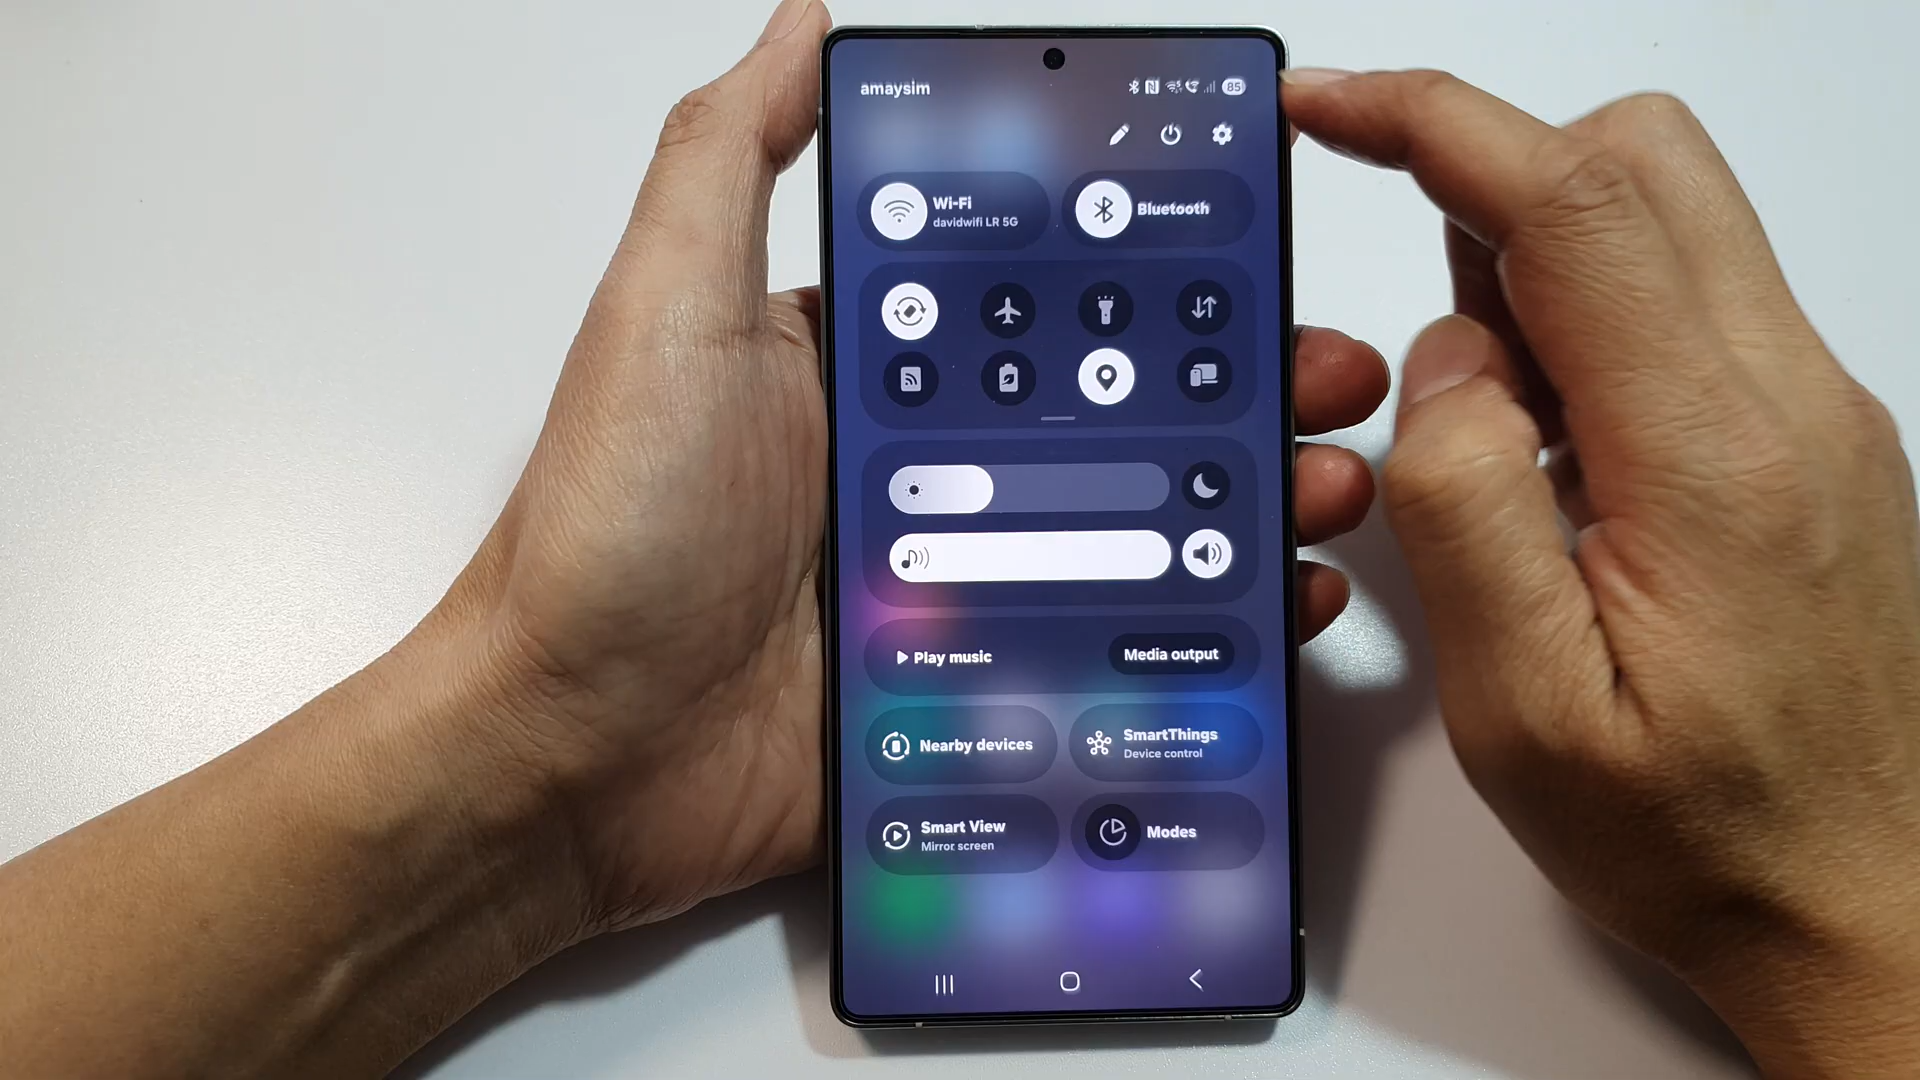 amaysim
85
Wi-Fi
davidwifi LR 5G
Bluetooth
Play music
Media output
Nearby devices
SmartThings
Device control
Smart View
Mirror screen
Modes